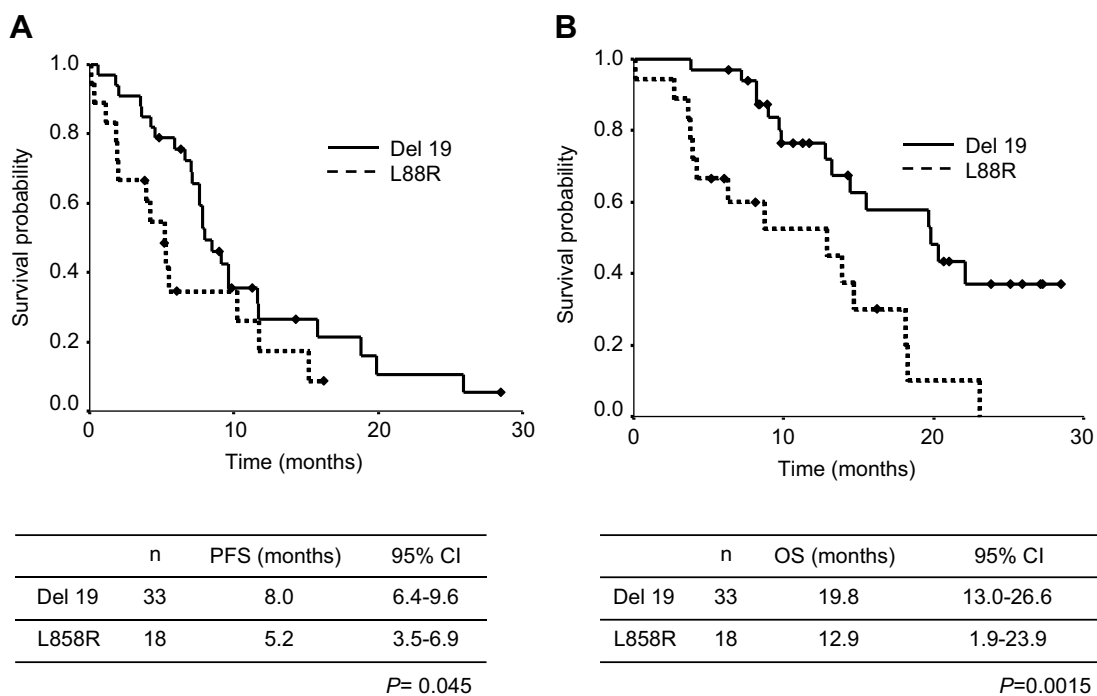 A
Survival probability
1.0
0.8
0.6
0.4
0.2
0.0
0 10 20 30
Time (months)
Del 19
L88R
n PFS (months) 95% CI
Del 19 33 8.0 6.4-9.6
L858R 18 5.2 3.5-6.9
P= 0.045
B
Survival probability
1.0
0.8
0.6
0.4
0.2
0.0
0 10 20 30
Time (months)
Del 19
L88R
n OS (months) 95% CI
Del 19 33 19.8 13.0-26.6
L858R 18 12.9 1.9-23.9
P=0.0015